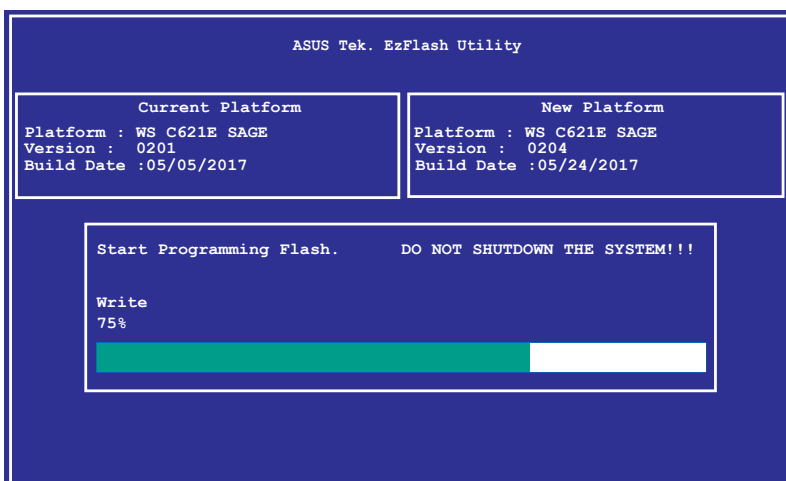 ASUS Tek. EzFlash Utility
Current Platform
Platform : WS C621E SAGE
Version : 0201
Build Date :05/05/2017
New Platform
Platform : WS C621E SAGE
Version : 0204
Build Date :05/24/2017
Start Programming Flash. DO NOT SHUTDOWN THE SYSTEM!!!
Write
75%